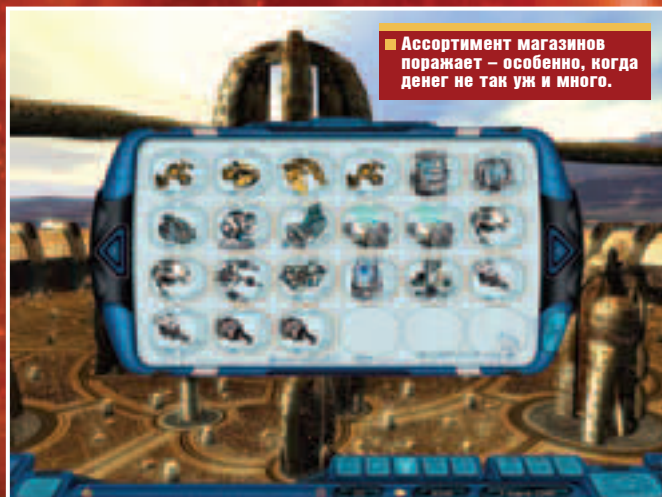 Ассортимент магазинов
поражает – особенно, когда
денег не так уж и много.